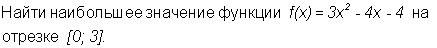 Найти наибольшее значение функции f(x) = 3x² - 4x - 4 на
отрезке [0; 3].